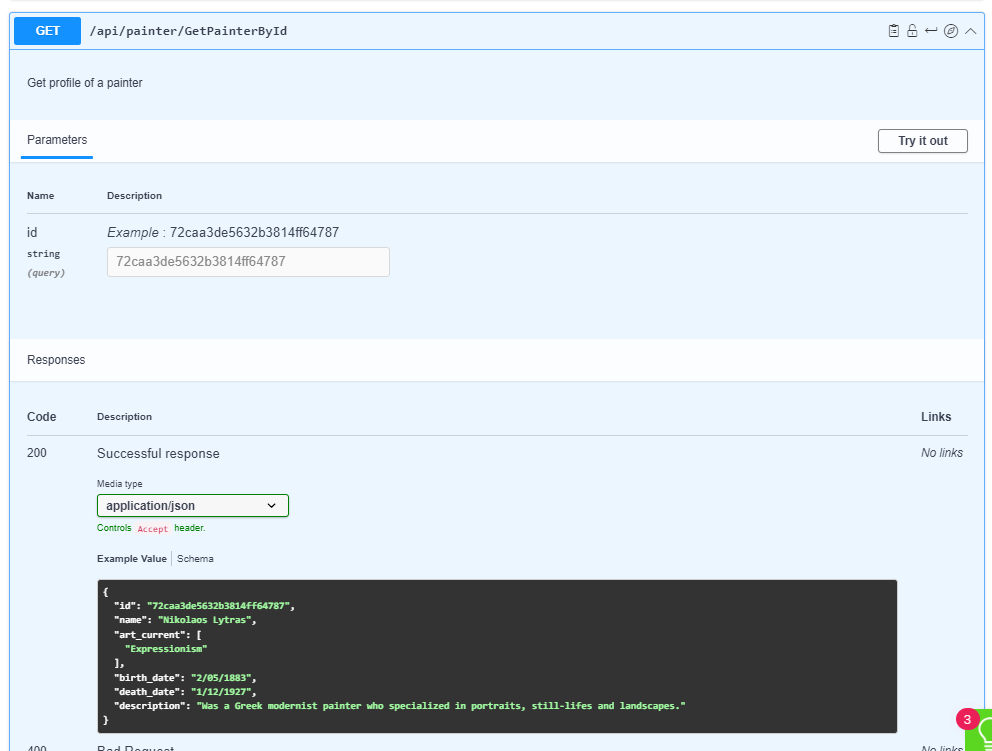 GET /api/painter/GetPainterById
Get profile of a painter
Parameters
Try it out
Name Description
id Example : 72caa3de5632b3814ff64787
string 72caa3de5632b3814ff64787
(query)
Responses
Code Description Links
200 Successful response No links
Media type
application/json
Controls Accept header.
Example Value Schema
{
"id": "72caa3de5632b3814ff64787",
"name": "Nikolaos Lytras",
"art_current": [
"Expressionism"
],
"birth_date": "2/05/1883",
"death_date": "1/12/1927",
"description": "Was a Greek modernist painter who specialized in portraits, still-lifes and landscapes."
}
3
400 Bad Request No links